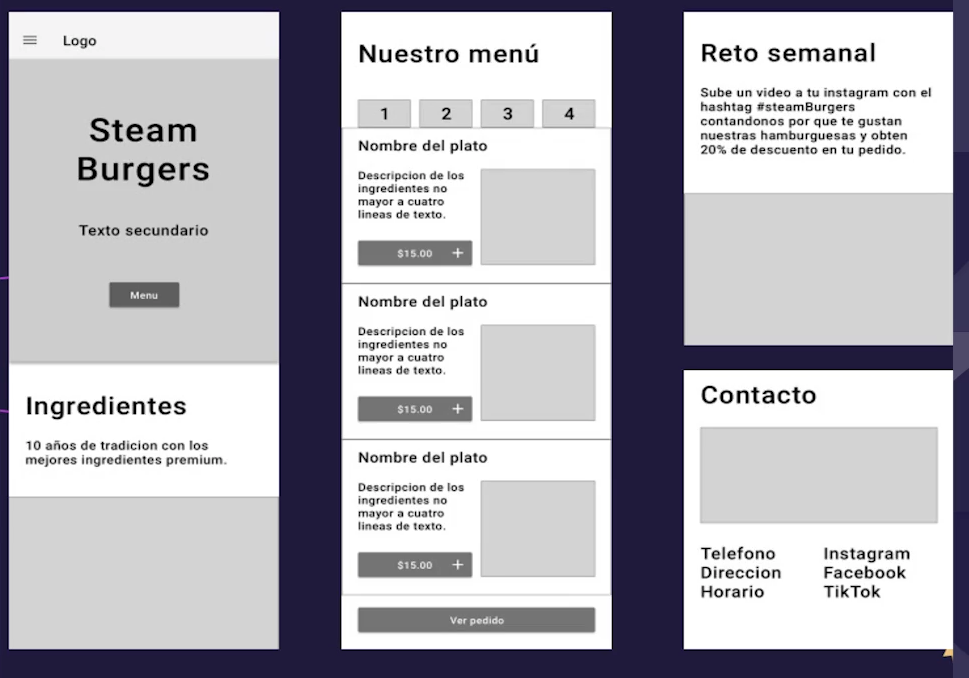 Logo
Steam
Burgers
Texto secundario
Menu
Ingredientes
10 años de tradicion con los
mejores ingredientes premium.
Nuestro menú
1 2 3 4
Nombre del plato
Descripcion de los
ingredientes no
mayor a cuatro
lineas de texto.
$15.00 +
Nombre del plato
Descripcion de los
ingredientes no
mayor a cuatro
lineas de texto.
$15.00 +
Nombre del plato
Descripcion de los
ingredientes no
mayor a cuatro
lineas de texto.
$15.00 +
Ver pedido
Reto semanal
Sube un video a tu instagram con el
hashtag #steamBurgers
contandonos por que te gustan
nuestras hamburguesas y obten
20% de descuento en tu pedido.
Contacto
Telefono
Direccion
Horario
Instagram
Facebook
TikTok